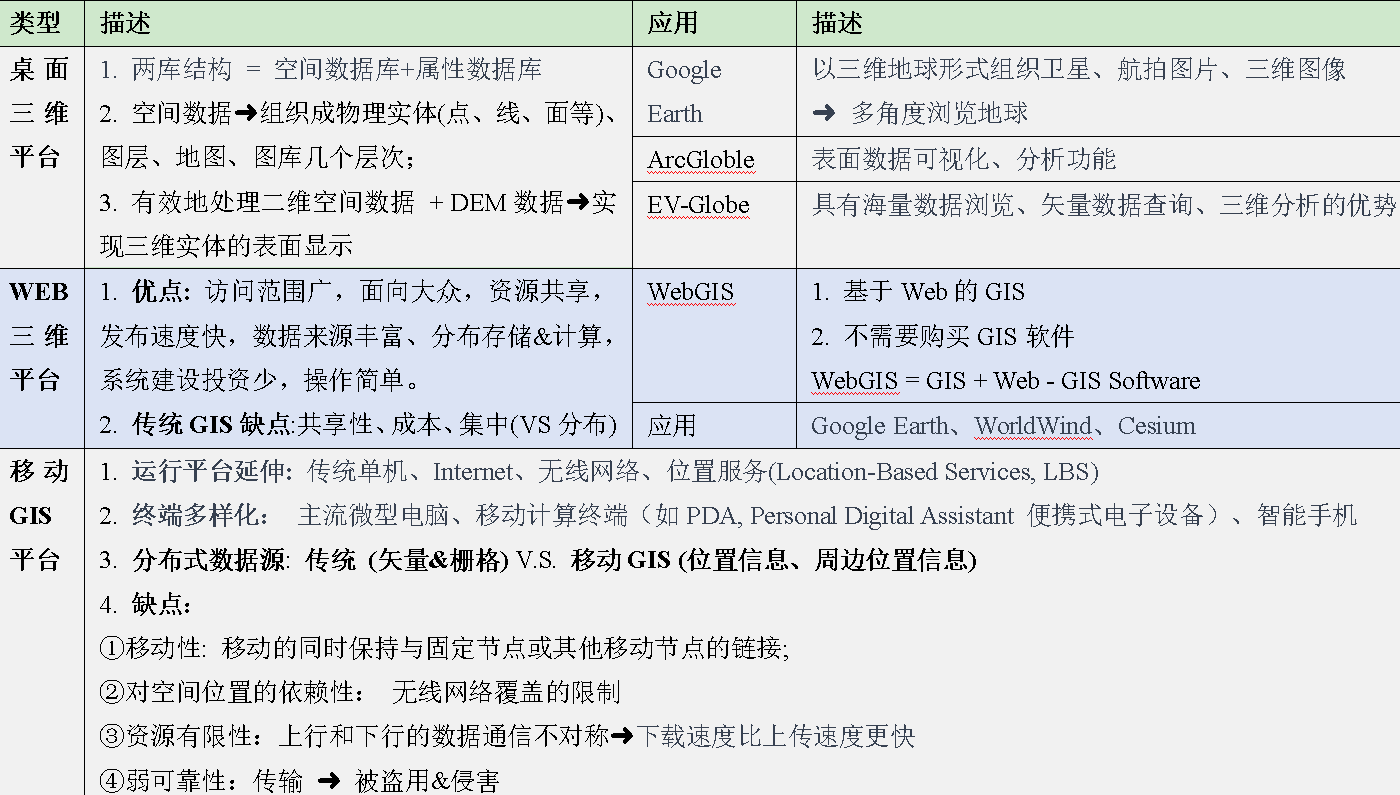 类型 描述 应用 描述
桌面
三维
平台
1. 两库结构 = 空间数据库+属性数据库
2. 空间数据➜组织成物理实体(点、线、面等)、
图层、地图、图库几个层次；
3. 有效地处理二维空间数据 + DEM 数据➜实
现三维实体的表面显示
Google
Earth
以三维地球形式组织卫星、航拍图片、三维图像
➜ 多角度浏览地球
ArcGloble 表面数据可视化、分析功能
EV-Globe 具有海量数据浏览、矢量数据查询、三维分析的优势
WEB
三维
平台
1. 优点: 访问范围广，面向大众，资源共享，
发布速度快，数据来源丰富、分布存储&计算，
系统建设投资少，操作简单。
2. 传统 GIS 缺点:共享性、成本、集中(VS 分布)
WebGIS
1. 基于 Web 的 GIS
2. 不需要购买 GIS 软件
WebGIS = GIS + Web - GIS Software
应用 Google Earth、WorldWind、Cesium
移动
GIS
平台
1. 运行平台延伸: 传统单机、Internet、无线网络、位置服务(Location-Based Services, LBS)
2. 终端多样化： 主流微型电脑、移动计算终端（如 PDA, Personal Digital Assistant 便携式电子设备）、智能手机
3. 分布式数据源: 传统 (矢量&栅格) V.S. 移动 GIS (位置信息、周边位置信息)
4. 缺点：
①移动性: 移动的同时保持与固定节点或其他移动节点的链接;
②对空间位置的依赖性： 无线网络覆盖的限制
③资源有限性：上行和下行的数据通信不对称➜下载速度比上传速度更快
④弱可靠性：传输 ➜ 被盗用&侵害